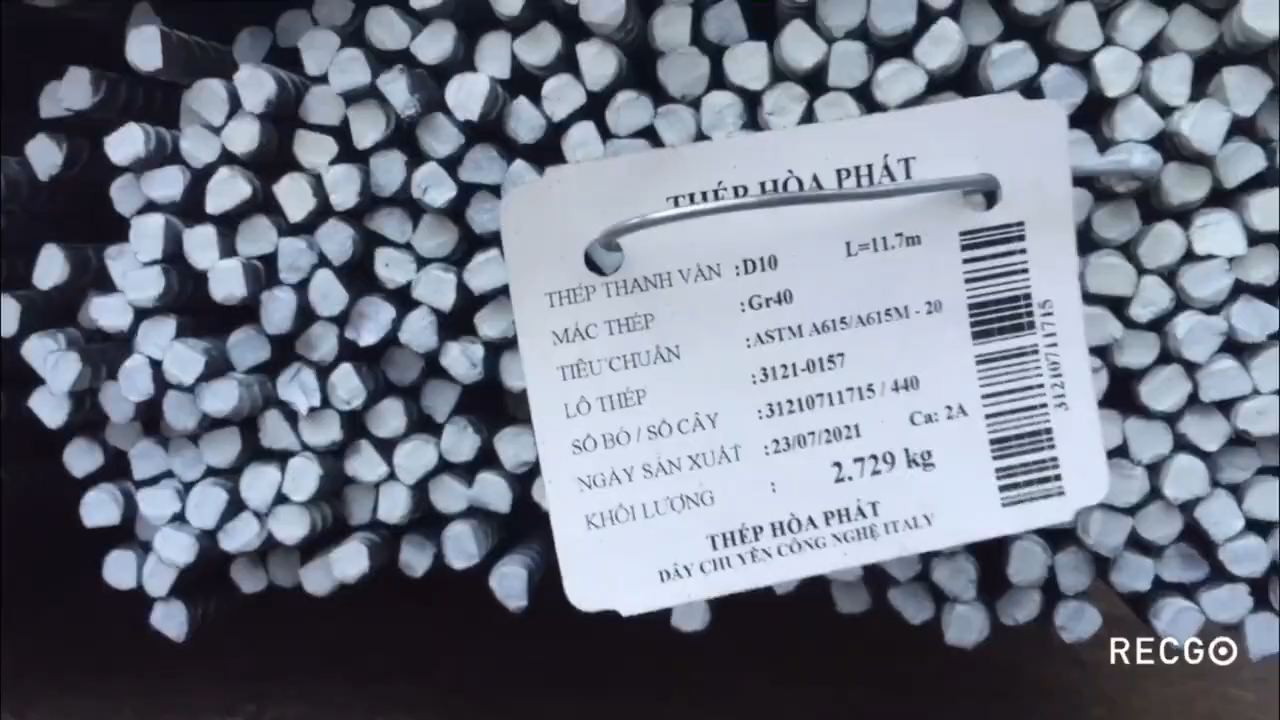 THÉP HÒA PHÁT
THÉP THANH VẰN :D10 L=11.7m
MÁC THÉP :Gr40
TIÊU CHUẨN :ASTM A615/A615M - 20
LÔ THÉP :3121-0157
SỐ BÓ / SỐ CÂY :31210711715 / 440
NGÀY SẢN XUẤT :23/07/2021 Ca: 2A
KHỐI LƯỢNG : 2.729 kg
THÉP HÒA PHÁT
DÂY CHUYỀN CÔNG NGHỆ ITALY
31210711715
RECGO